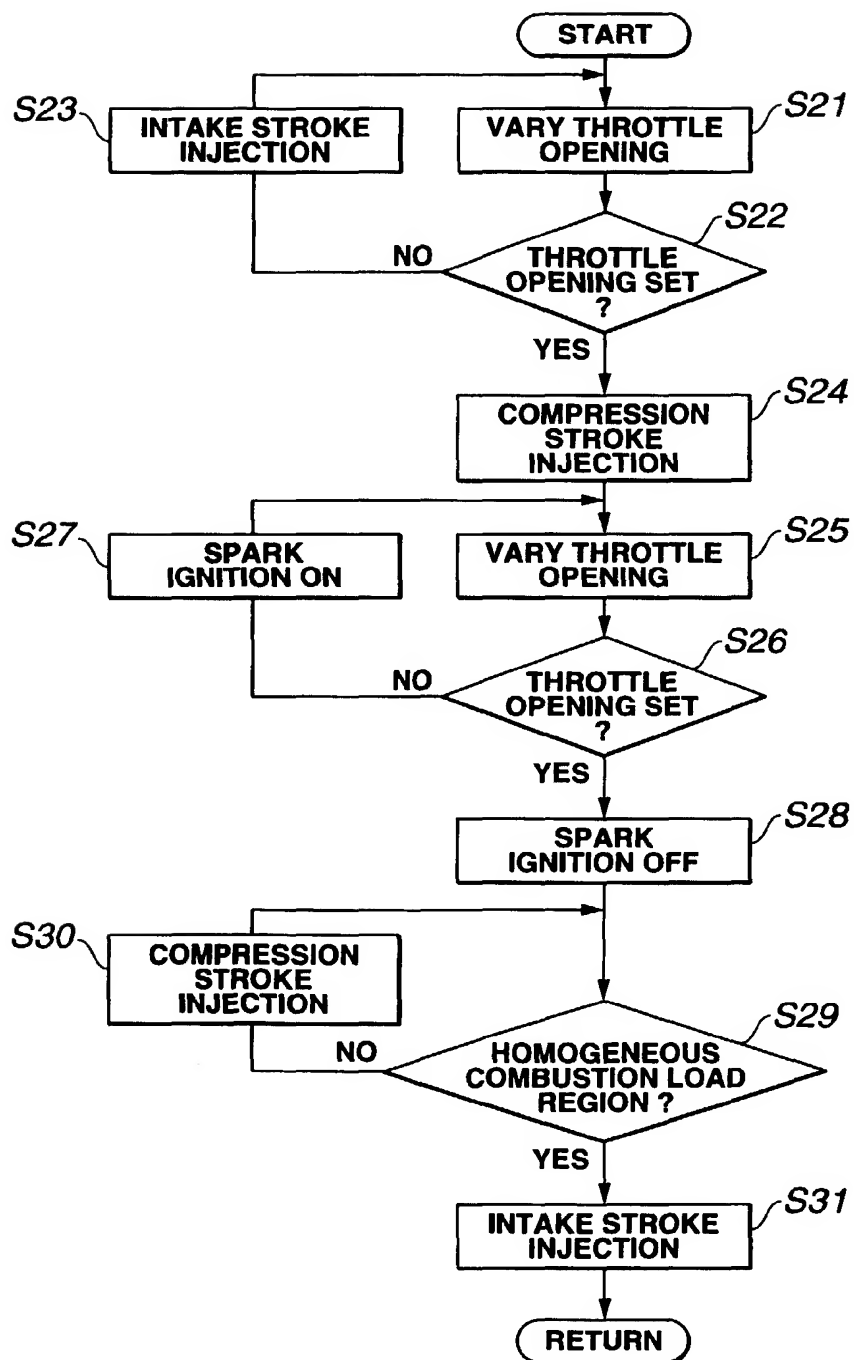 START
S23
INTAKE STROKE
INJECTION
S21
VARY THROTTLE
OPENING
S22
THROTTLE
OPENING SET
?
NO
YES
S24
COMPRESSION
STROKE
INJECTION
S27
SPARK
IGNITION ON
S25
VARY THROTTLE
OPENING
S26
THROTTLE
OPENING SET
?
NO
YES
S28
SPARK
IGNITION OFF
S30
COMPRESSION
STROKE
INJECTION
S29
HOMOGENEOUS
COMBUSTION LOAD
REGION ?
NO
YES
S31
INTAKE STROKE
INJECTION
RETURN